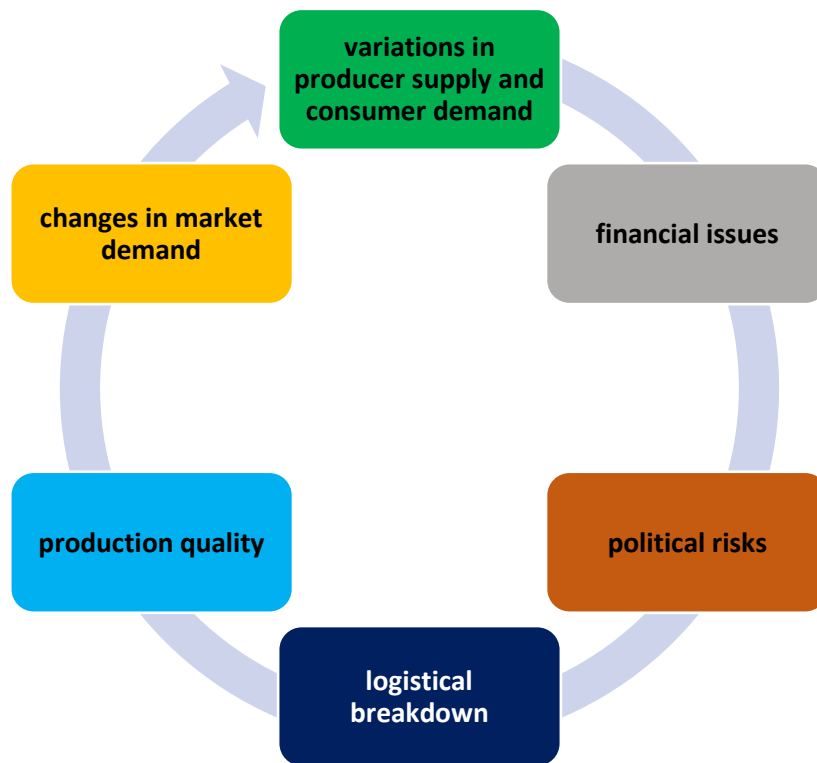 variations in
producer supply and
consumer demand
financial issues
political risks
logistical
breakdown
production quality
changes in market
demand